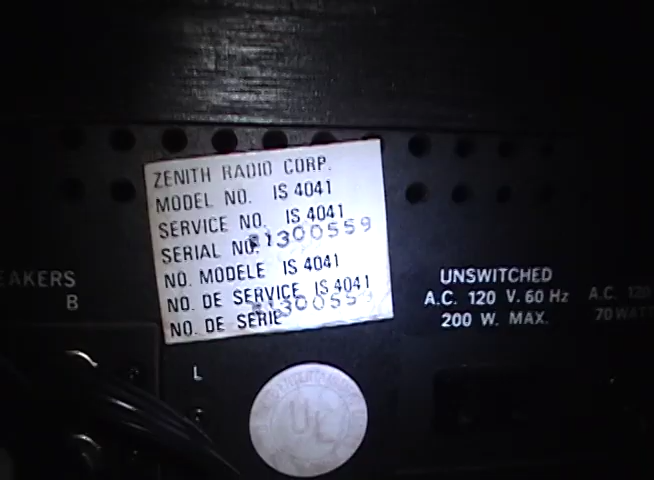 ZENITH RADIO CORP.
MODEL NO. IS 4041
SERVICE NO. IS 4041
SERIAL NO. 1300559
NO. MODELE IS 4041
NO. DE SERVICE IS 4041
NO. DE SERIE
EAKERS
B
L
UNSWITCHED
A.C. 120 V. 60 Hz
200 W. MAX.
A.C. 120
70 WATT
UL